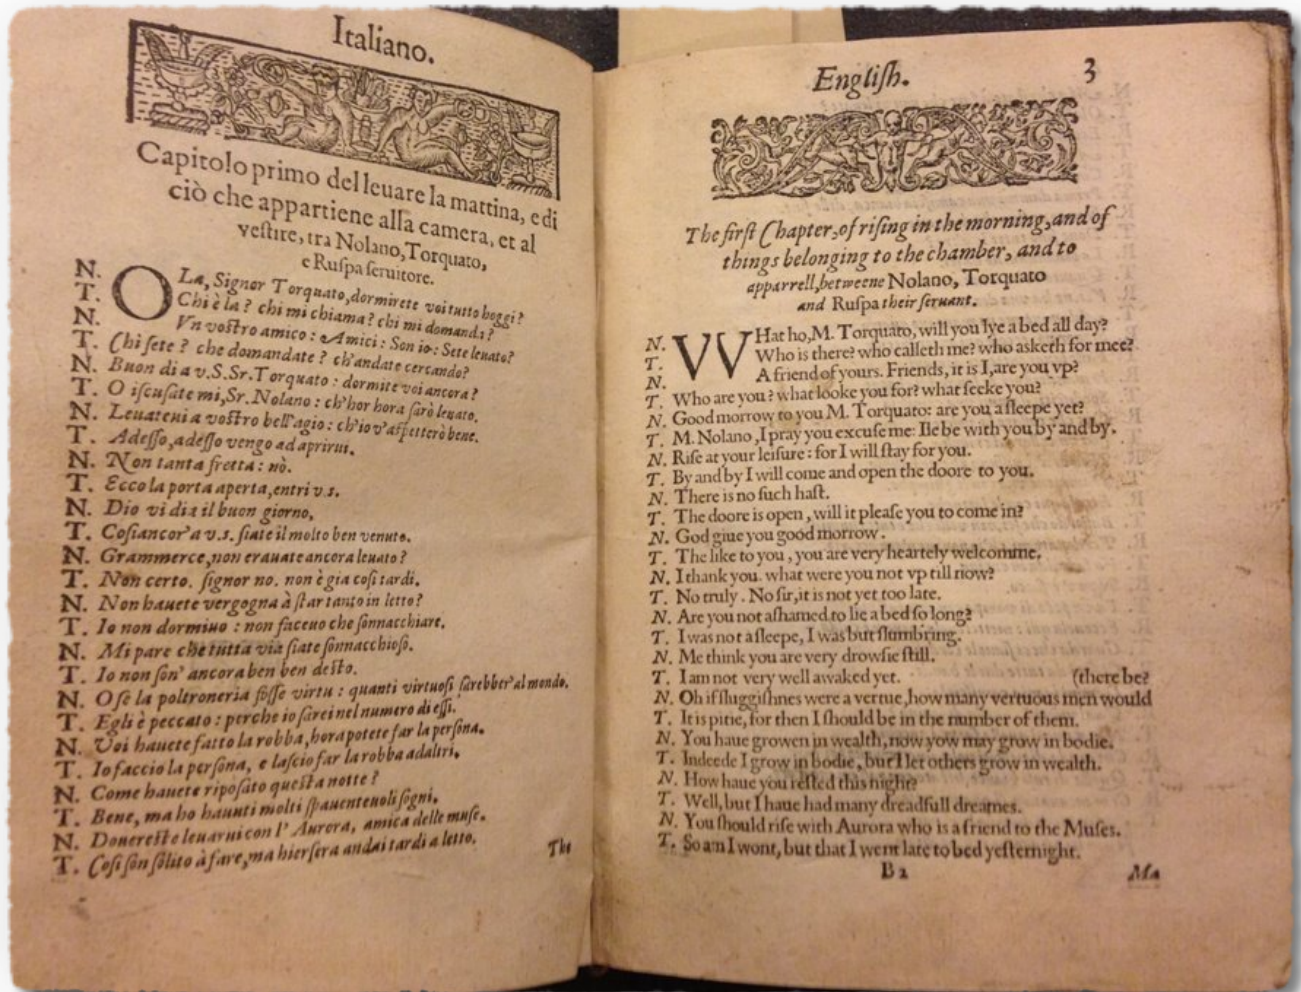 Italiano.
Capitolo primo del leuare la mattina, e di
ciò che appartiene alla camera, et al
veſtire, tra Nolano, Torquato,
e Ruſpa ſeruitore.
N. OLa, Signor Torquato, dormirete voi tutto hoggi?
T. Chi è la? chi mi chiama? chi mi domanda?
N. Vn voſtro amico: Amici: Son io: Sete leuato?
T. Chi ſete? che domandate? ch'andate cercando?
N. Buon di a v.S.Sr.Torquato: dormite voi ancora?
T. O iſcuſate mi, Sr. Nolano: ch'hor hora ſarò leuato.
N. Leuateui a voſtro bell'agio: ch'io v'aſpetterò bene.
T. Adeſſo, adeſſo vengo ad aprirui.
N. Non tanta fretta: nò.
T. Ecco la porta aperta, entri v.s.
N. Dio vi dia il buon giorno,
T. Coſi ancor'a v.s. ſiate il molto ben venuto.
N. Grammerce, non erauate ancora leuato?
T. Non certo. ſignor no. non è gia coſi tardi.
N. Non hauete vergogna à ſtar tanto in letto?
T. Io non dormiuo: non faceuo che ſonnacchiare.
N. Mi pare che tutta via ſiate ſonnacchioſo.
T. Io non ſon' ancora ben ben deſto.
N. O ſe la poltroneria foſſe virtu: quanti virtuoſi ſarebber'al mondo.
T. Egli è peccato: perche io ſarei nel numero di eſſi.
N. Voi hauete fatto la robba, hora potete far la perſona.
T. Io faccio la perſona, e laſcio far la robba ad altri.
N. Come hauete ripoſato queſta notte?
T. Bene, ma ho hauuti molti ſpauenteuoli ſogni.
N. Douereſte leuarui con l'Aurora, amica delle muſe.
T. Coſi ſon ſolito à fare, ma hierſera andai tardi a letto.
The
Engliſh. 3
The firſt Chapter, of riſing in the morning, and of
things belonging to the chamber, and to
apparrell, betweene Nolano, Torquato
and Ruſpa their ſeruant.
N. VVHat ho, M. Torquato, will you lye a bed all day?
T. Who is there? who calleth me? who asketh for mee?
N. A friend of yours. Friends, it is I, are you vp?
T. Who are you? what looke you for? what ſeeke you?
N. Good morrow to you M. Torquato: are you a ſleepe yet?
T. M. Nolano, I pray you excuſe me: Ile be with you by and by.
N. Riſe at your leiſure: for I will ſtay for you.
T. By and by I will come and open the doore to you.
N. There is no ſuch haſt.
T. The doore is open, will it pleaſe you to come in?
N. God giue you good morrow.
T. The like to you, you are very heartely welcomme.
N. I thank you. what were you not vp till now?
T. No truly. No ſir, it is not yet too late.
N. Are you not aſhamed to lie a bed ſo long?
T. I was not a ſleepe, I was but ſlumbring.
N. Me think you are very drowſie ſtill.
T. I am not very well awaked yet. (there be?
N. Oh if ſluggiſhnes were a vertue, how many vertuous men would
T. It is pitie, for then I ſhould be in the number of them.
N. You haue growen in wealth, now yow may grow in bodie.
T. Indeede I grow in bodie, but I let others grow in wealth.
N. How haue you reſted this night?
T. Well, but I haue had many dreadfull dreames.
N. You ſhould riſe with Aurora who is a friend to the Muſes.
T. So am I wont, but that I went late to bed yeſternight.
B2 Ma